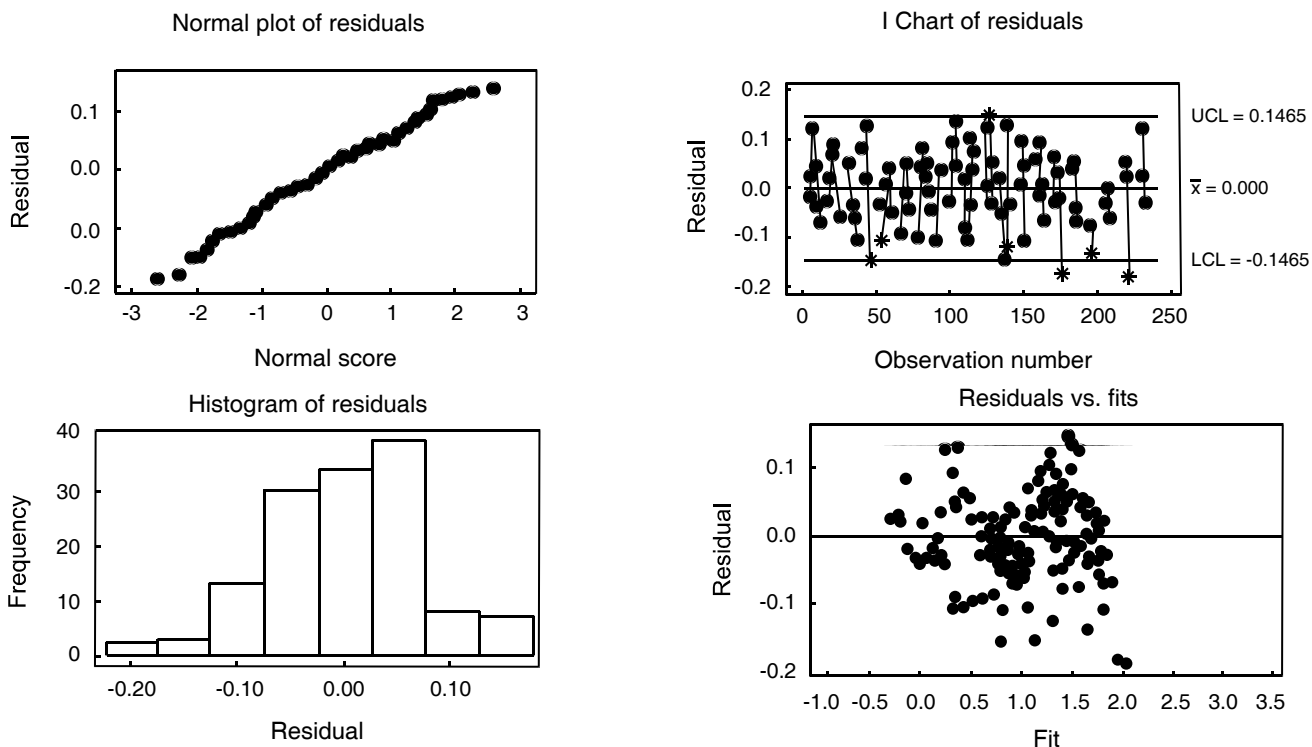 Normal plot of residuals
Residual
0.1
0.0
0.0
-0.2
-3 -2 -1 0 1 2 3
Normal score
I Chart of residuals
Residual
0.2
0.1
0.0
-0.1
-0.2
UCL = 0.1465
x̅ = 0.000
LCL = -0.1465
0 50 100 150 200 250
Observation number
Histogram of residuals
Frequency
40
30
20
10
0
-0.20 -0.10 0.00 0.10
Residual
Residuals vs. fits
Residual
0.1
0.0
-0.1
-0.2
-1.0 -0.5 0.0 0.5 1.0 1.5 2.0 3.0 2.5 3.5
Fit